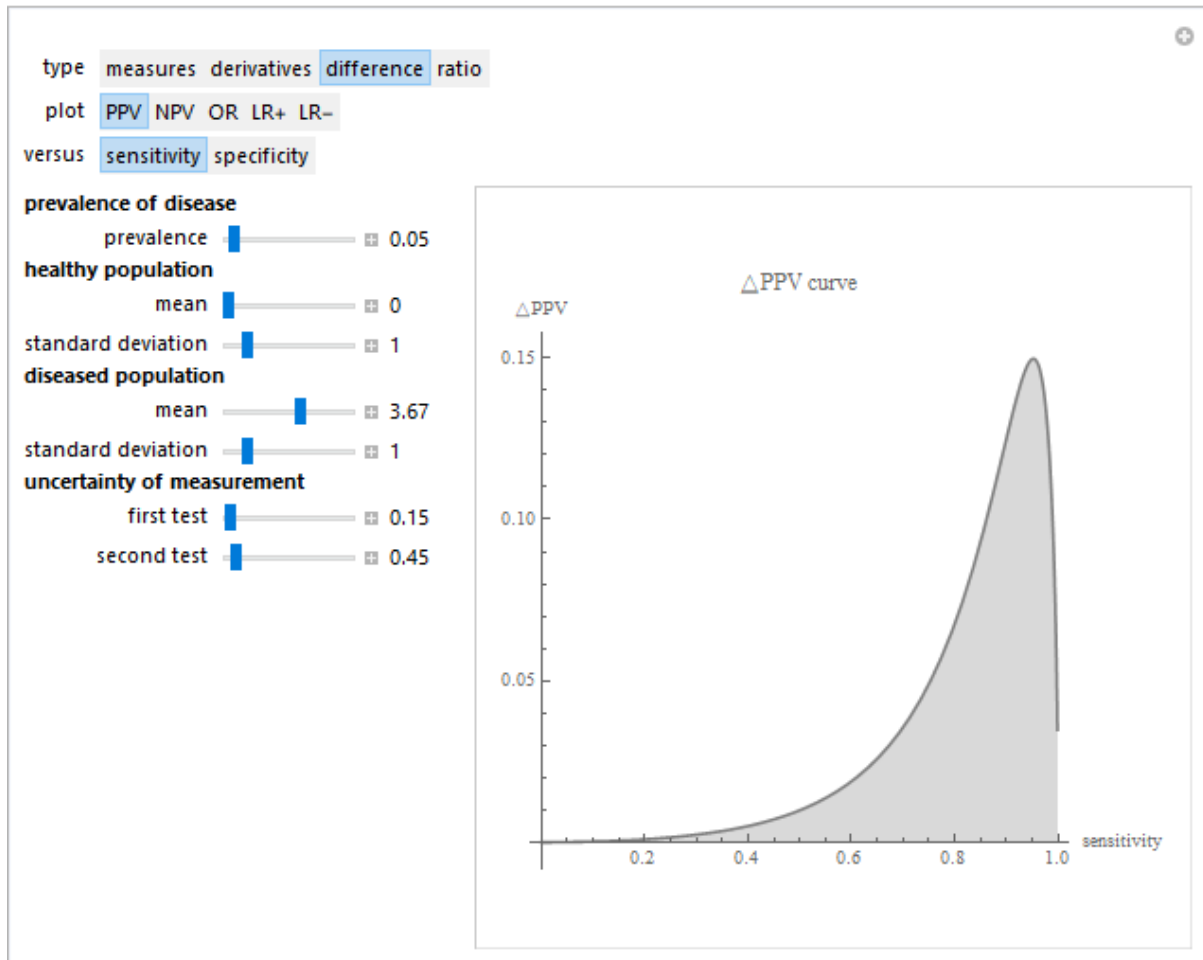 type measures derivatives difference ratio
plot PPV NPV OR LR+ LR−
versus sensitivity specificity
prevalence of disease
prevalence 0.05
healthy population
mean 0
standard deviation 1
diseased population
mean 3.67
standard deviation 1
uncertainty of measurement
first test 0.15
second test 0.45
△PPV curve
△PPV
0.15
0.10
0.05
0.2 0.4 0.6 0.8 1.0
sensitivity